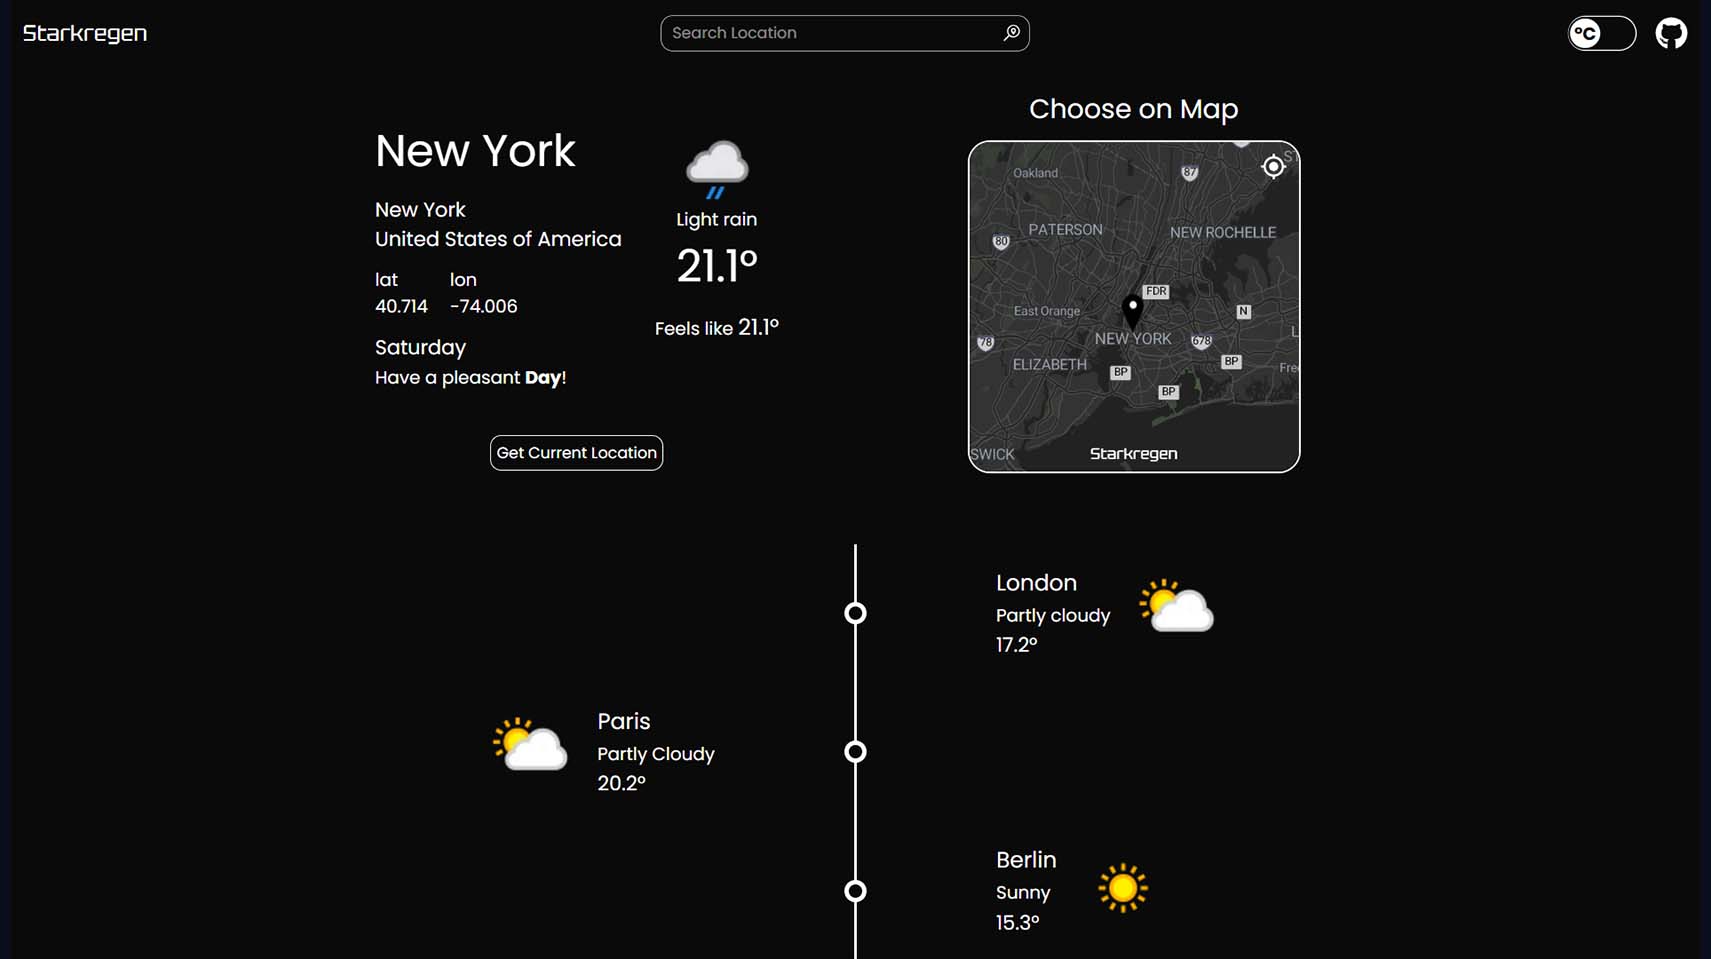 Starkregen
Search Location
°C
New York
New York
United States of America
lat lon
40.714 -74.006
Saturday
Have a pleasant Day!
Get Current Location
Light rain
21.1°
Feels like 21.1°
Choose on Map
Oakland
87
ST
80
PATERSON
NEW ROCHELLE
FDR
East Orange
N
78
NEW YORK
678
L
ELIZABETH
BP
BP
Free
BP
SWICK
Starkregen
London
Partly cloudy
17.2°
Paris
Partly Cloudy
20.2°
Berlin
Sunny
15.3°